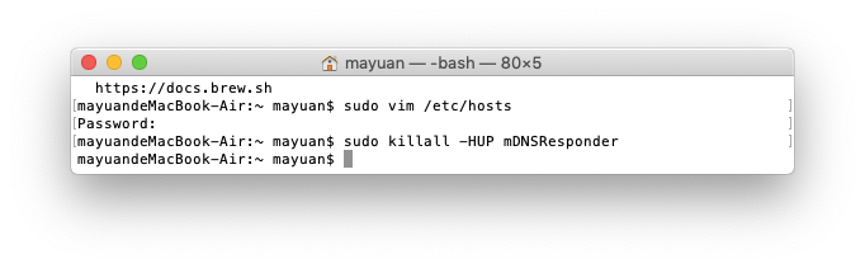 mayuan — -bash — 80×5
https://docs.brew.sh
[mayuandeMacBook-Air:~ mayuan$ sudo vim /etc/hosts ]
[Password: ]
[mayuandeMacBook-Air:~ mayuan$ sudo killall -HUP mDNSResponder ]
mayuandeMacBook-Air:~ mayuan$